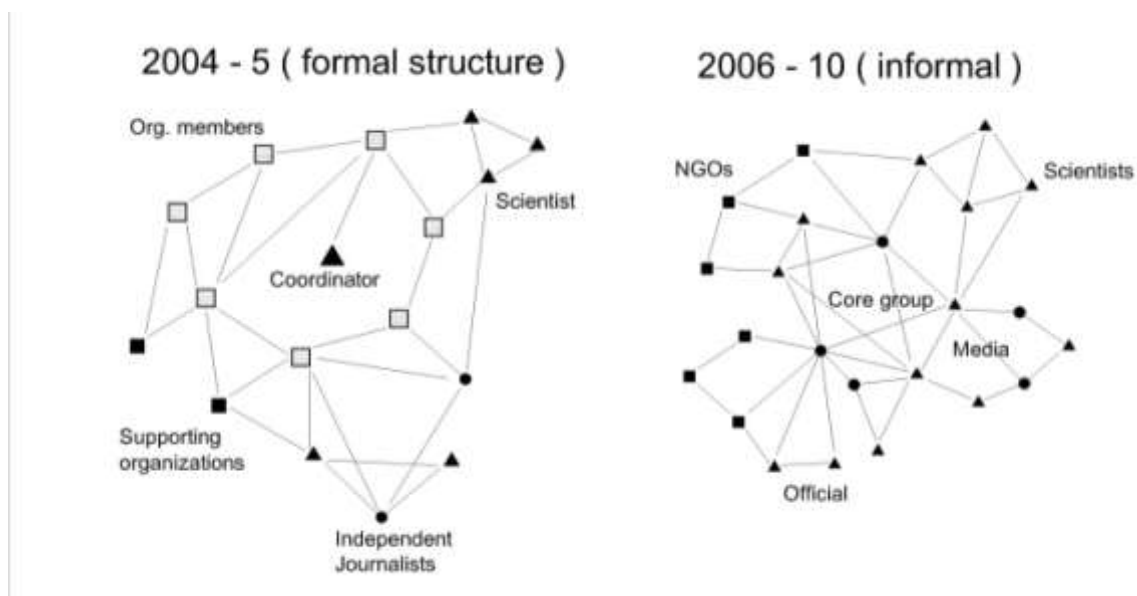 2004 - 5 ( formal structure )
Org. members
Scientist
Coordinator
Supporting
organizations
Independent
Journalists
2006 - 10 ( informal )
NGOs
Scientists
Core group
Media
Official